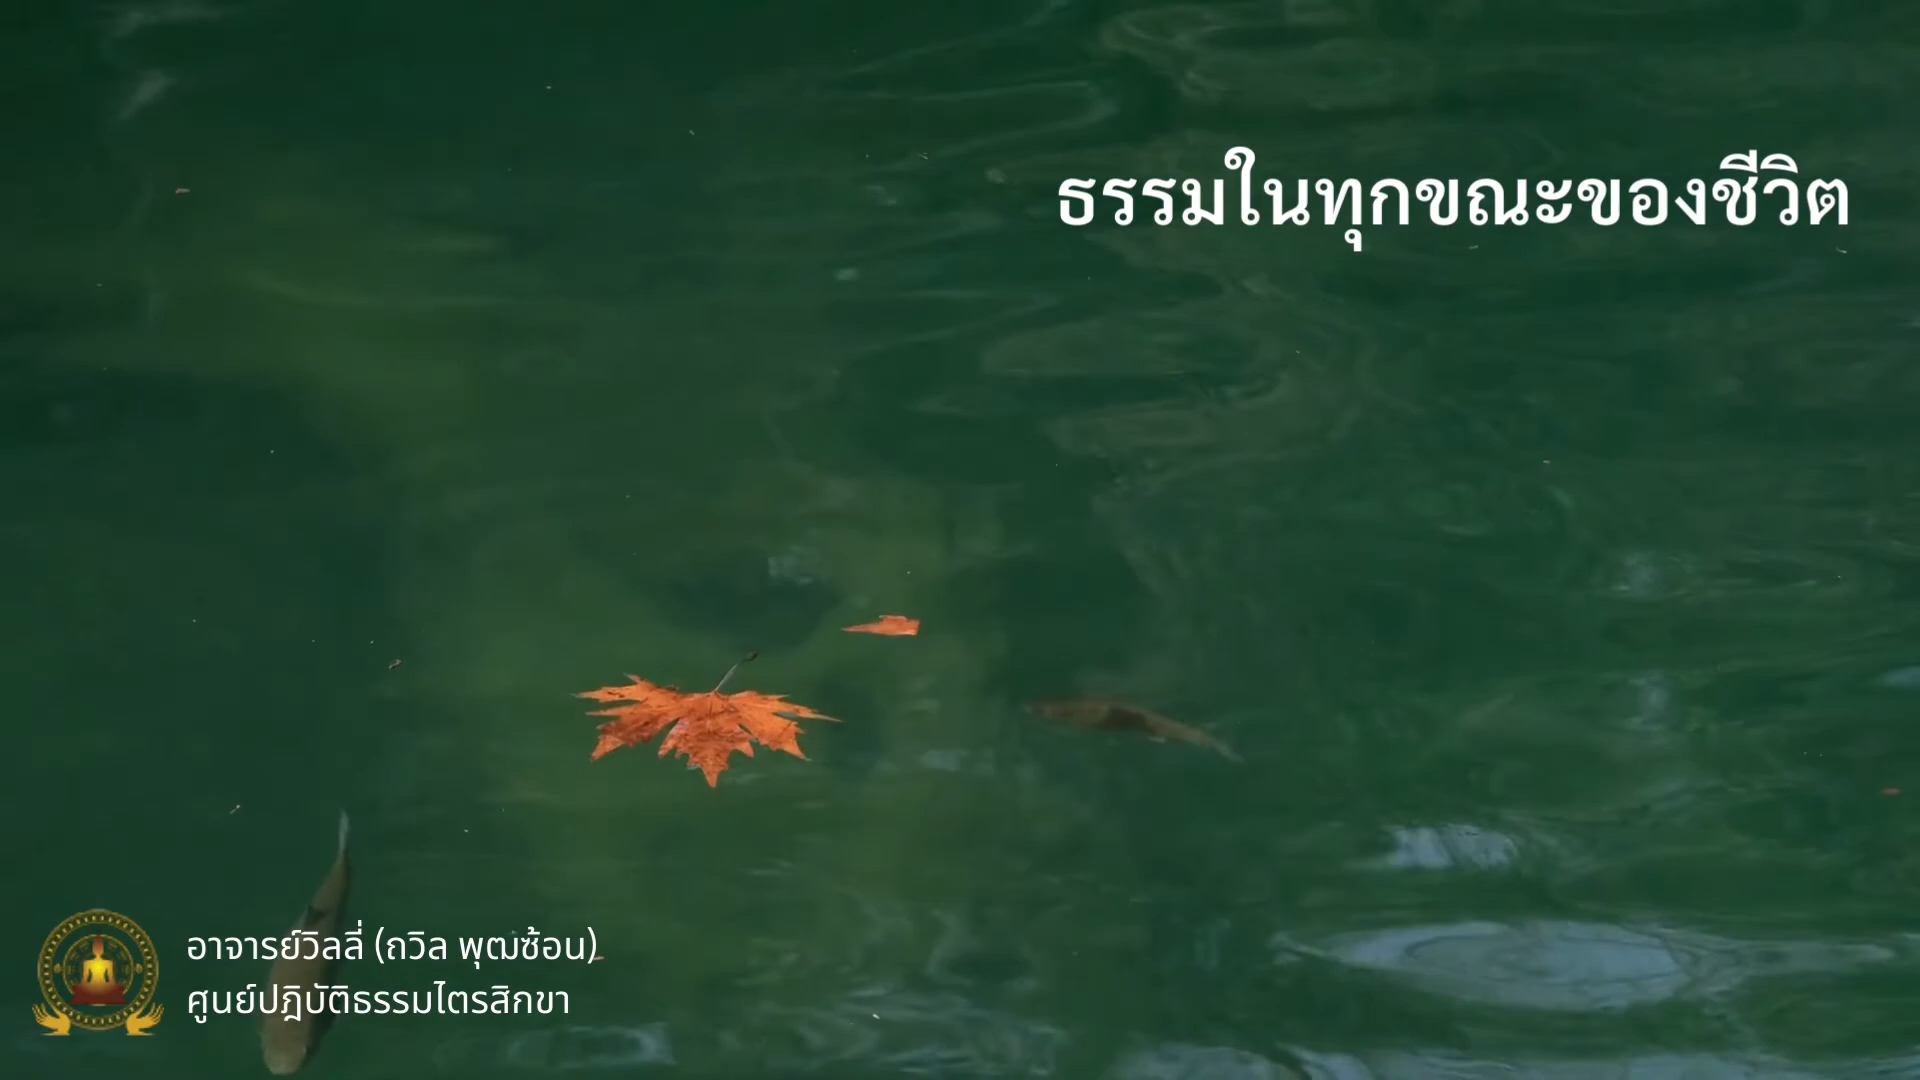 ธรรมในทุกขณะของชีวิต
อาจารย์วิลลี่ (ถวิล พุฒซ้อน)
ศูนย์ปฎิบัติธรรมไตรสิกขา